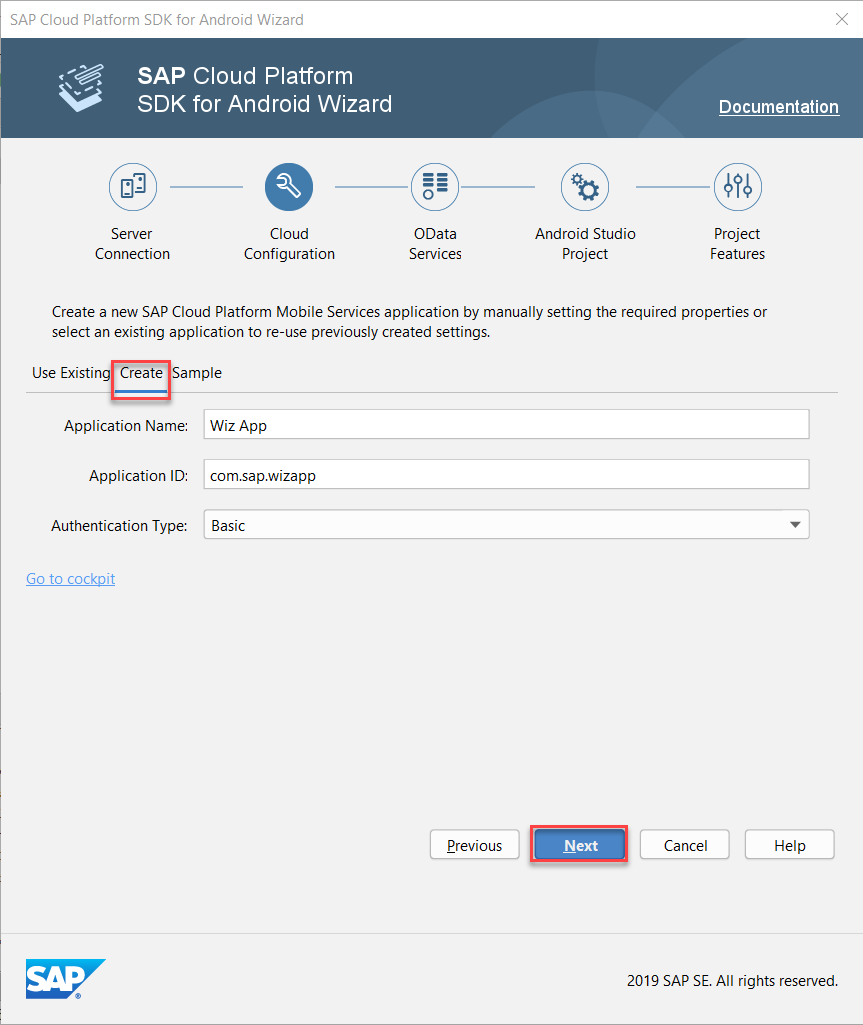 SAP Cloud Platform SDK for Android Wizard
SAP Cloud Platform
SDK for Android Wizard
Documentation
Server
Connection
Cloud
Configuration
OData
Services
Android Studio
Project
Project
Features
Create a new SAP Cloud Platform Mobile Services application by manually setting the required properties or
select an existing application to re-use previously created settings.
Use Existing Create Sample
Application Name: Wiz App
Application ID: com.sap.wizapp
Authentication Type: Basic
Go to cockpit
Previous Next Cancel Help
SAP ®
2019 SAP SE. All rights reserved.